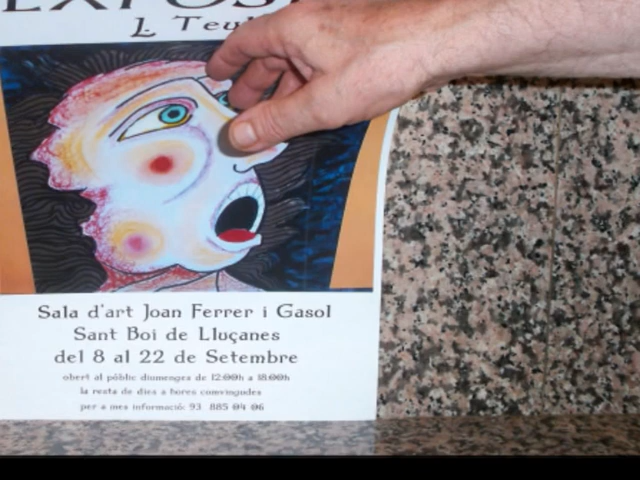 L. Teul
Sala d'art Joan Ferrer i Gasol
Sant Boi de Lluçanes
del 8 al 22 de Setembre
obert al públic diumenges de 12:00h a 18:00h
la resta de dies a hores convingudes
per a mes informació: 93 885 04 06